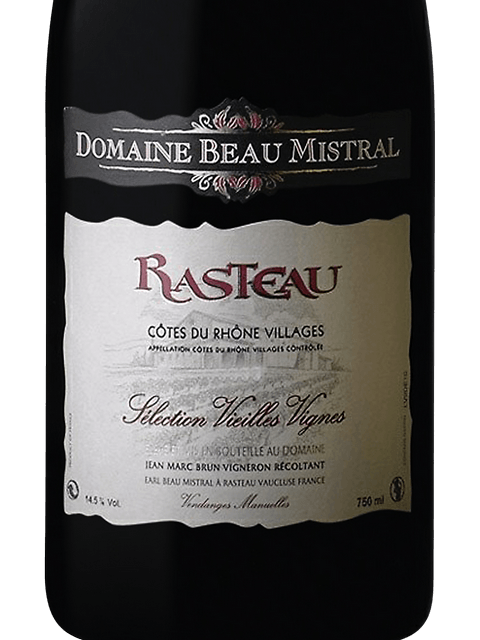 DOMAINE BEAU MISTRAL
RASTEAU
CÔTES DU RHÔNE VILLAGES
APPELLATION CÔTES DU RHÔNE VILLAGES CONTRÔLÉE
Sélection Vieilles Vignes
MIS EN BOUTEILLE AU DOMAINE
JEAN MARC BRUN VIGNERON RÉCOLTANT
EARL BEAU MISTRAL À RASTEAU VAUCLUSE FRANCE
14.5 % Vol.
Vendanges Manuelles
750 ml